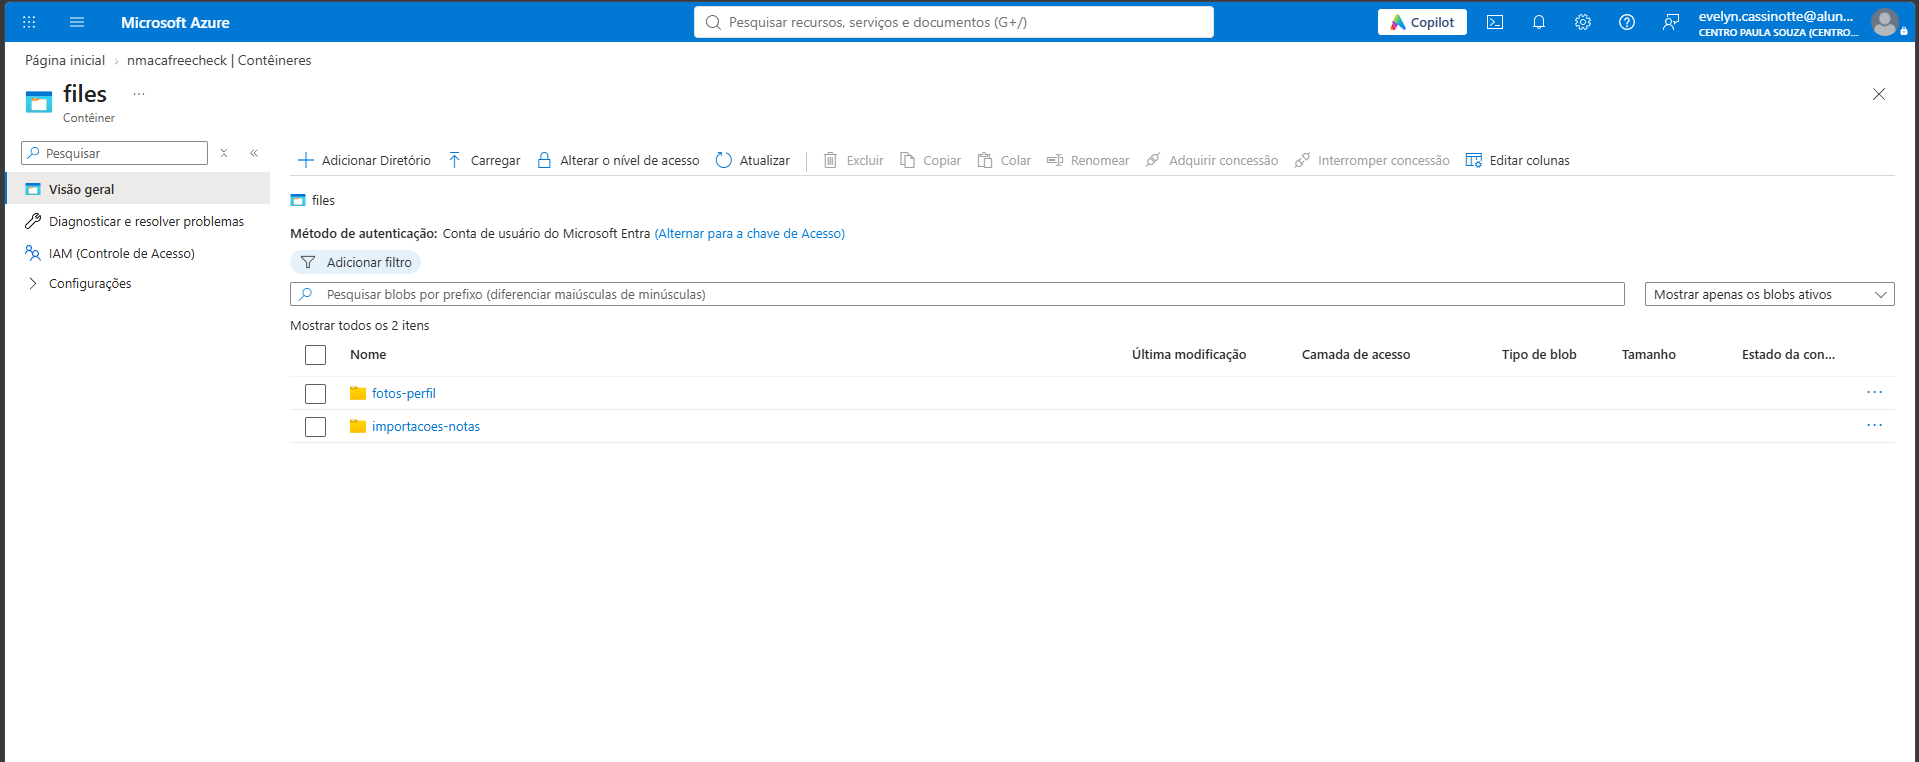 Microsoft Azure
Pesquisar recursos, serviços e documentos (G+/)
Copilot
evelyn.cassinotte@alun...
CENTRO PAULA SOUZA (CENTRO...
Página inicial > nmacafreecheck | Contêineres
files ...
Contêiner
Pesquisar
Visão geral
Diagnosticar e resolver problemas
IAM (Controle de Acesso)
Configurações
Adicionar Diretório Carregar Alterar o nível de acesso Atualizar Excluir Copiar Colar Renomear Adquirir concessão Interromper concessão Editar colunas
files
Método de autenticação: Conta de usuário do Microsoft Entra (Alternar para a chave de Acesso)
Adicionar filtro
Pesquisar blobs por prefixo (diferenciar maiúsculas de minúsculas) Mostrar apenas os blobs ativos
Mostrar todos os 2 itens
Nome Última modificação Camada de acesso Tipo de blob Tamanho Estado da con...
fotos-perfil ...
importacoes-notas ...